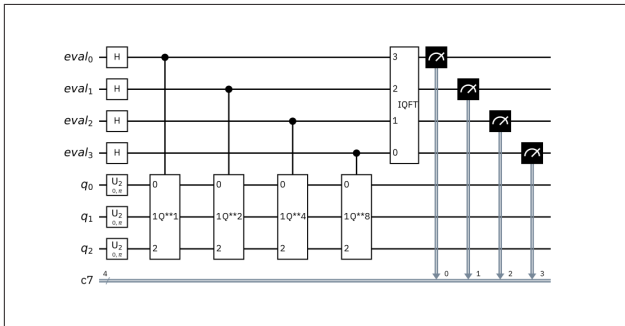 eval0 H 3
eval1 H 2
IQFT
eval2 H 1
eval3 H 0
q0 U2 0, π 0 0 0 0
q1 U2 0, π 1Q**1 1Q**2 1Q**4 1Q**8
q2 U2 0, π 2 2 2 2
c7 4 0 1 2 3